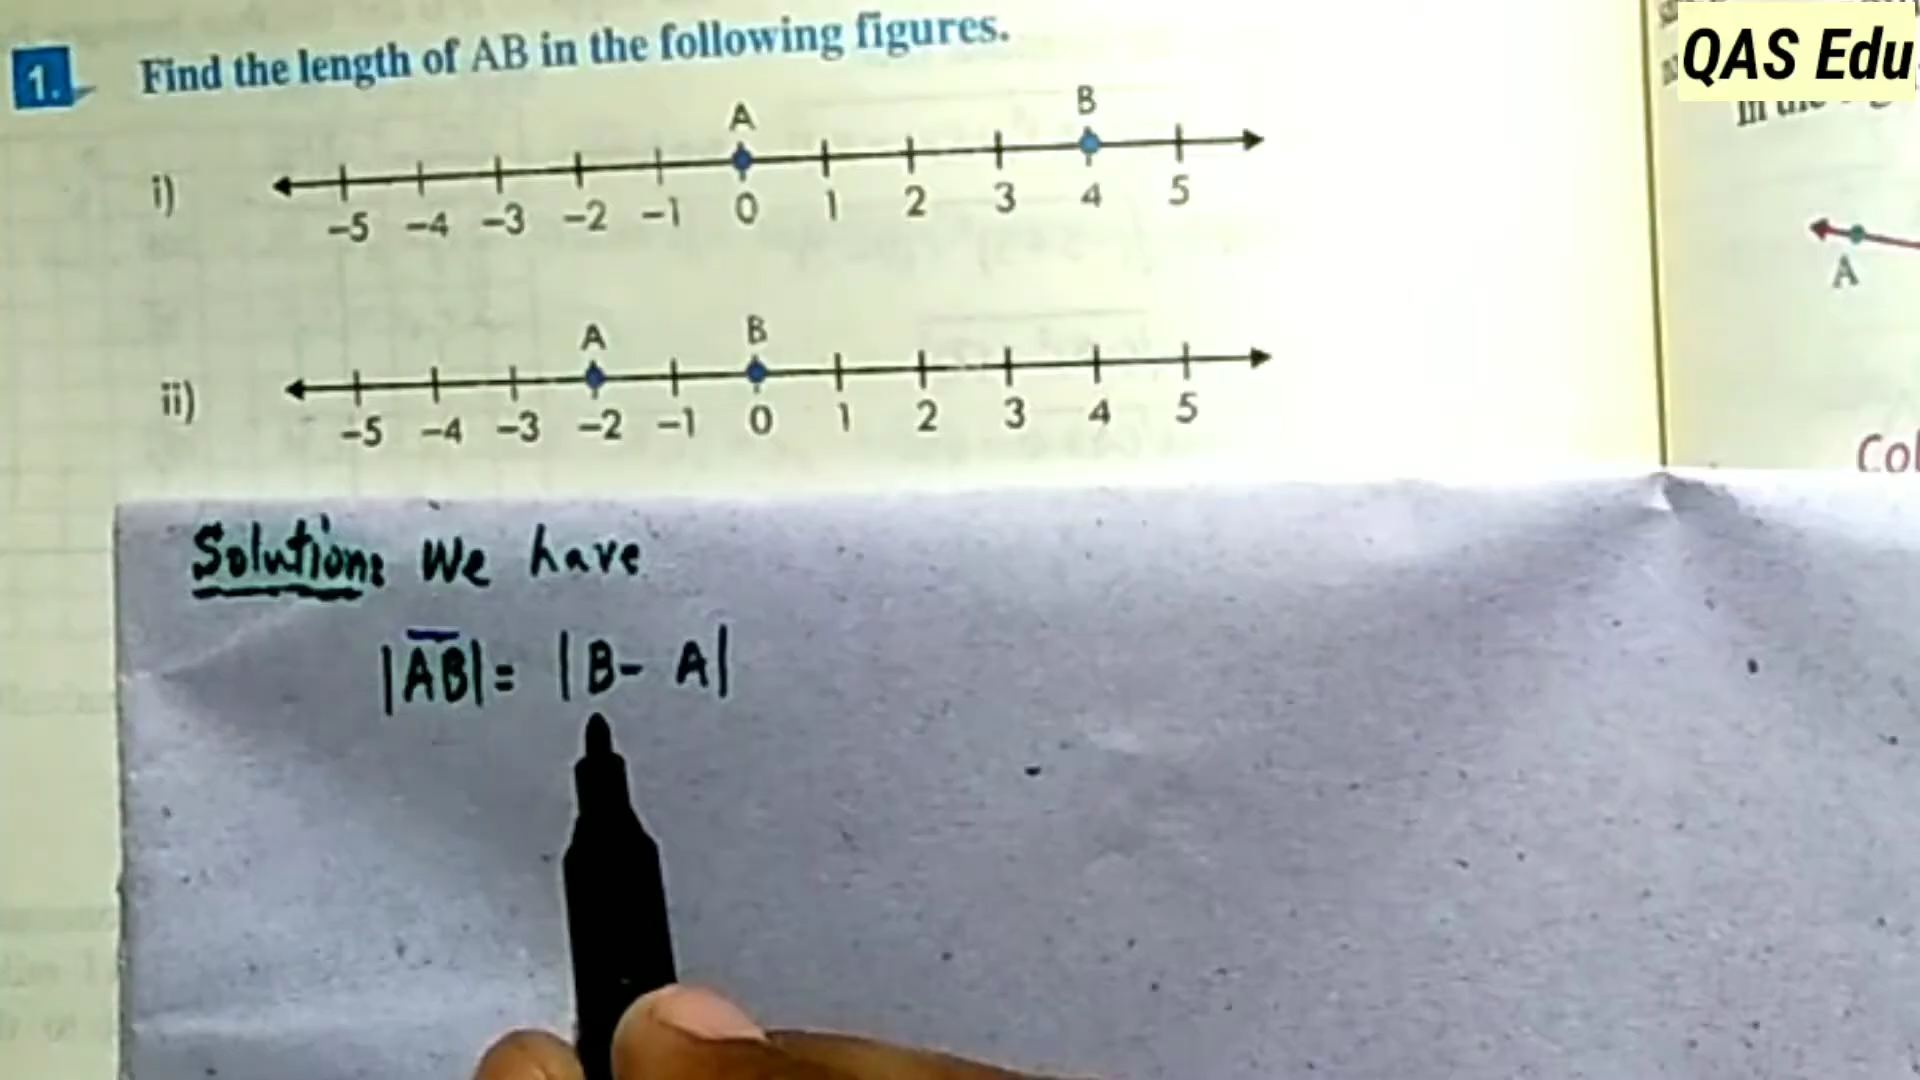 1. Find the length of AB in the following figures.
QAS Edu
A B
i)
-5 -4 -3 -2 -1 0 1 2 3 4 5
A B
ii)
-5 -4 -3 -2 -1 0 1 2 3 4 5
A
Col
Solution: We have
|A̅B̅| = |B - A|